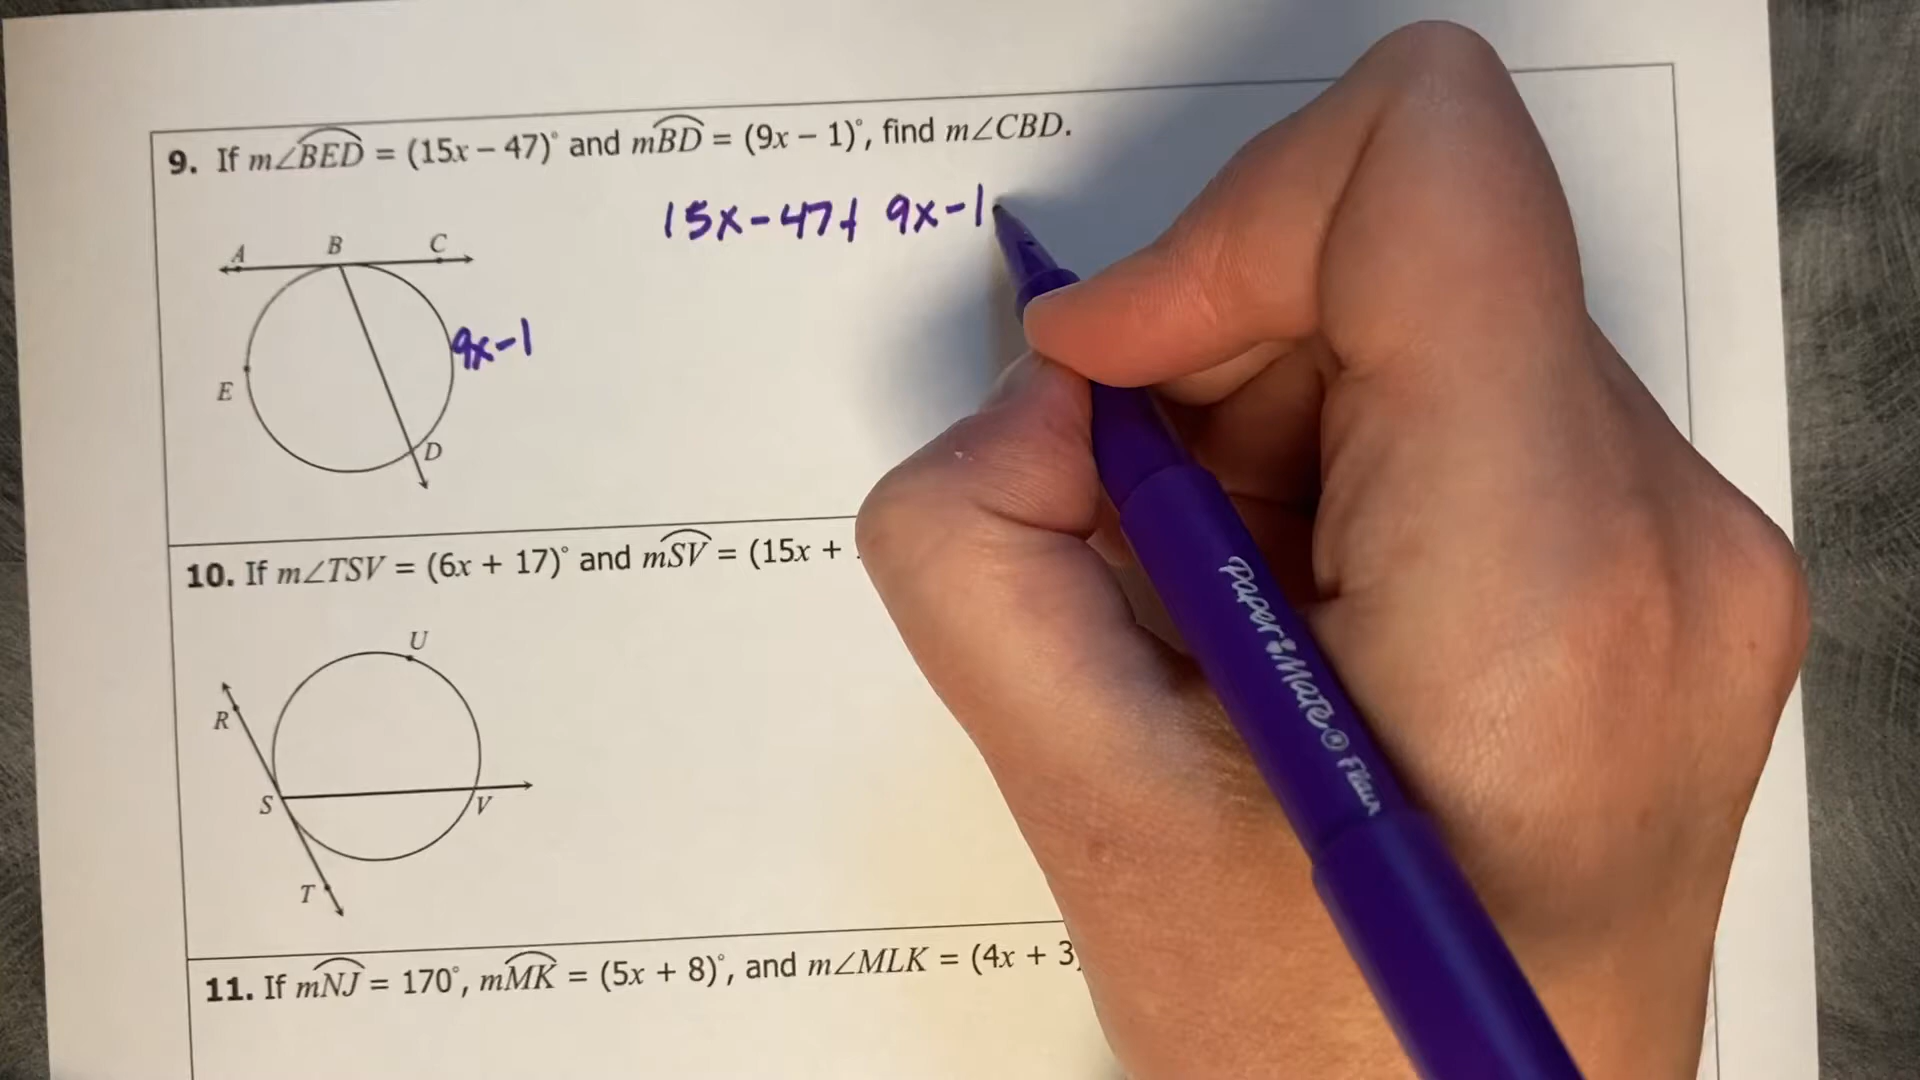 9. If m∠BED = (15x – 47)° and mBD = (9x – 1)°, find m∠CBD.
15x-47+ 9x-1
A B C
9x-1
E
D
10. If m∠TSV = (6x + 17)° and mSV = (15x +
U
R
S V
T
11. If mNJ = 170°, mMK = (5x + 8)°, and m∠MLK = (4x + 3
Paper Mate® Flair